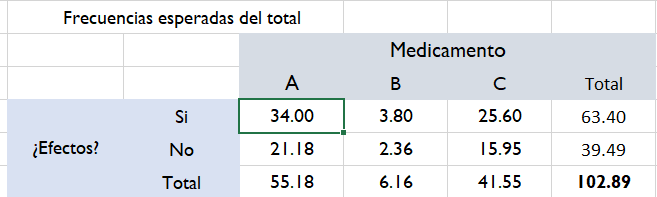 Frecuencias esperadas del total
Medicamento
A B C Total
Si 34.00 3.80 25.60 63.40
¿Efectos? No 21.18 2.36 15.95 39.49
Total 55.18 6.16 41.55 102.89